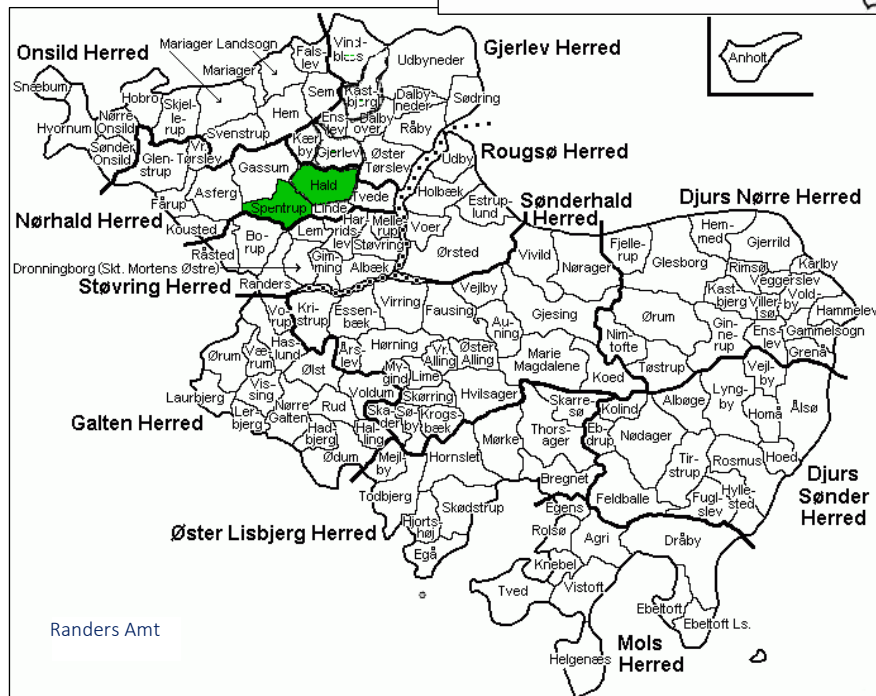 Onsild Herred
Mariager Landsogn
Mariager
Fals-
lev
Vind-
blæs
Gjerlev Herred
Udbyneder
Anholt
Snæbum
Hobro
Skjel-
lerup
Hem
Sem
Kast-
bjerg
Dalby-
neder
Sødring
Hvornum
Nørre
Onsild
Svenstrup
Ens-
lev
Dalby
over
Råby
Sønder
Onsild
Glen-
strup
Vr.
Tørslev
Kær-
by
Gjerlev
Øster
Tørslev
Rougsø Herred
Udby
Gassum
Hald
Holbæk
Fårup
Asferg
Spentrup
Linde
Tvede
Estrup-
lund
Sønderhald
Herred
Djurs Nørre Herred
Nørhald Herred
Kousted
Råsted
Bo-
rup
Lem
Ha-
rids-
lev
Melle-
rup
Støvring
Voer
Ørsted
Vivild
Nørager
Fjelle-
rup
Hem-
med
Gjerrild
Glesborg
Rimsø
Kårlby
Dronningborg (Skt. Mortens Østre)
Gim-
ming
Albæk
Veggerslev
Kast-
bjerg
Viller-
sø
Vold-
by
Hammelev
Støvring Herred
Randers
Vejlby
Virring
Vo-
rup
Kri-
strup
Essen-
bæk
Fausing
Au-
ning
Gjesing
Nim-
tofte
Ørum
Gin-
ne-
rup
Ens-
lev
Gammelsogn
Grenå
Ørum
Væ-
rum
Has-
lund
Års-
lev
Hørning
Vr.
Alling
Øster
Alling
Marie
Magdalene
Tøstrup
Ølst
My-
gind
Lime
Koed
Vejl-
by
Laurbjerg
Vis-
sing
Voldum
Skørring
Hvilsager
Skarre-
sø
Kolind
Albøge
Lyng-
by
Homå
Ålsø
Galten Herred
Ler-
bjerg
Nørre
Galten
Rud
Had-
bjerg
Hal-
ling
Ska-
der
Sø-
by
Krogs-
bæk
Thors-
ager
Eb-
drup
Nødager
Ødum
Mejl-
by
Hornslet
Mørke
Tir-
strup
Rosmus
Hoed
Bregnet
Todbjerg
Skødstrup
Egens
Feldballe
Fugl-
slev
Hylle-
sted
Djurs
Sønder
Herred
Øster Lisbjerg Herred
Hjorts-
høj
Egå
Rolsø
Agri
Dråby
Knebel
Tved
Vistoft
Ebeltoft
Ebeltoft Ls.
Randers Amt
Mols
Herred
Helgenæs